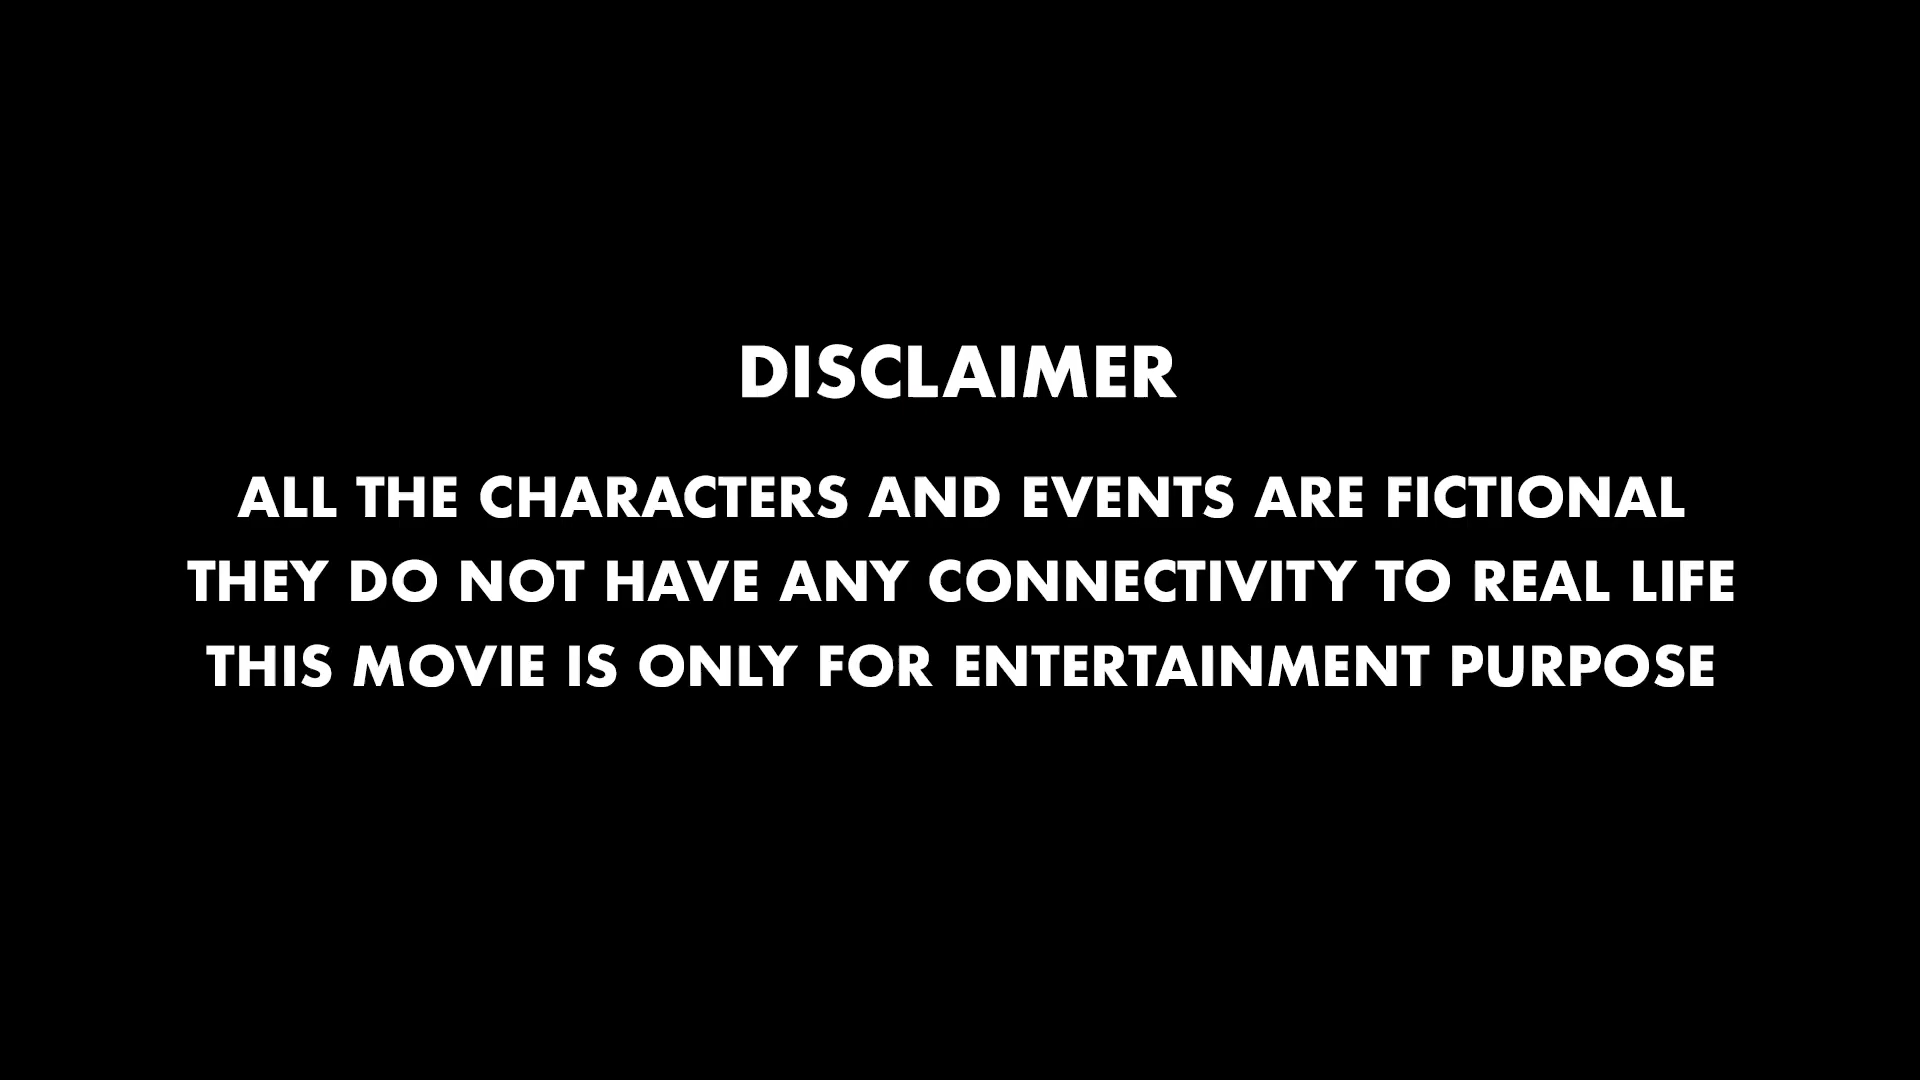 DISCLAIMER
ALL THE CHARACTERS AND EVENTS ARE FICTIONAL
THEY DO NOT HAVE ANY CONNECTIVITY TO REAL LIFE
THIS MOVIE IS ONLY FOR ENTERTAINMENT PURPOSE